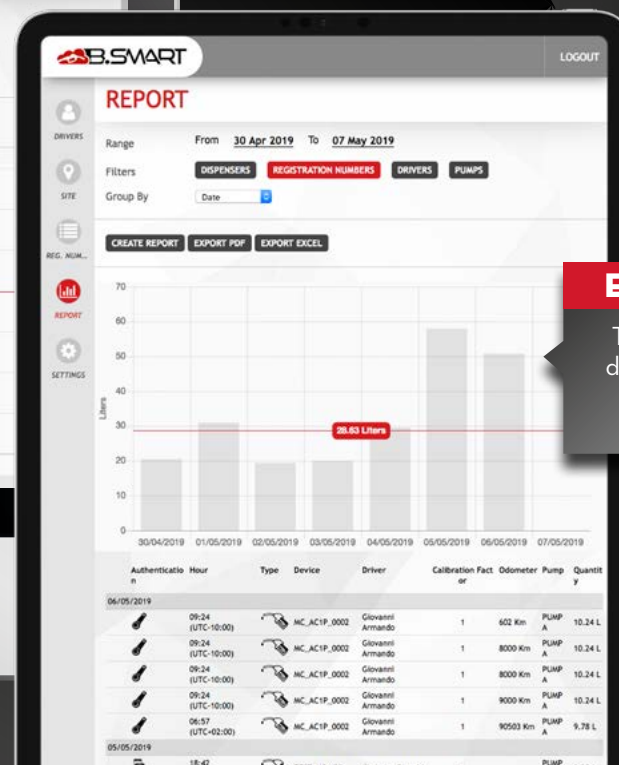 B.SMART
LOGOUT
REPORT
DRIVERS
SITE
REG. NUM...
REPORT
SETTINGS
Range From 30 Apr 2019 To 07 May 2019
Filters DISPENSERS REGISTRATION NUMBERS DRIVERS PUMPS
Group By Date
CREATE REPORT EXPORT PDF EXPORT EXCEL
70
60
50
40
30
20
10
0
Liters
28.63 Liters
30/04/2019 01/05/2019 02/05/2019 03/05/2019 04/05/2019 05/05/2019 06/05/2019 07/05/2019
Authenticatio Hour Type Device Driver Calibration Fact Odometer Pump Quantit
n or y
06/05/2019
09:24 MC_AC1P_0002 Giovanni 1 602 Km PUMP 10.24 L
(UTC-10:00) Armando A
09:24 MC_AC1P_0002 Giovanni 1 8000 Km PUMP 10.24 L
(UTC-10:00) Armando A
09:24 MC_AC1P_0002 Giovanni 1 8000 Km PUMP 10.24 L
(UTC-10:00) Armando A
09:24 MC_AC1P_0002 Giovanni 1 9000 Km PUMP 10.24 L
(UTC-10:00) Armando A
06:57 MC_AC1P_0002 Giovanni 1 90503 Km PUMP 9.78 L
(UTC+02:00) Armando A
05/05/2019
18:42 PUMP